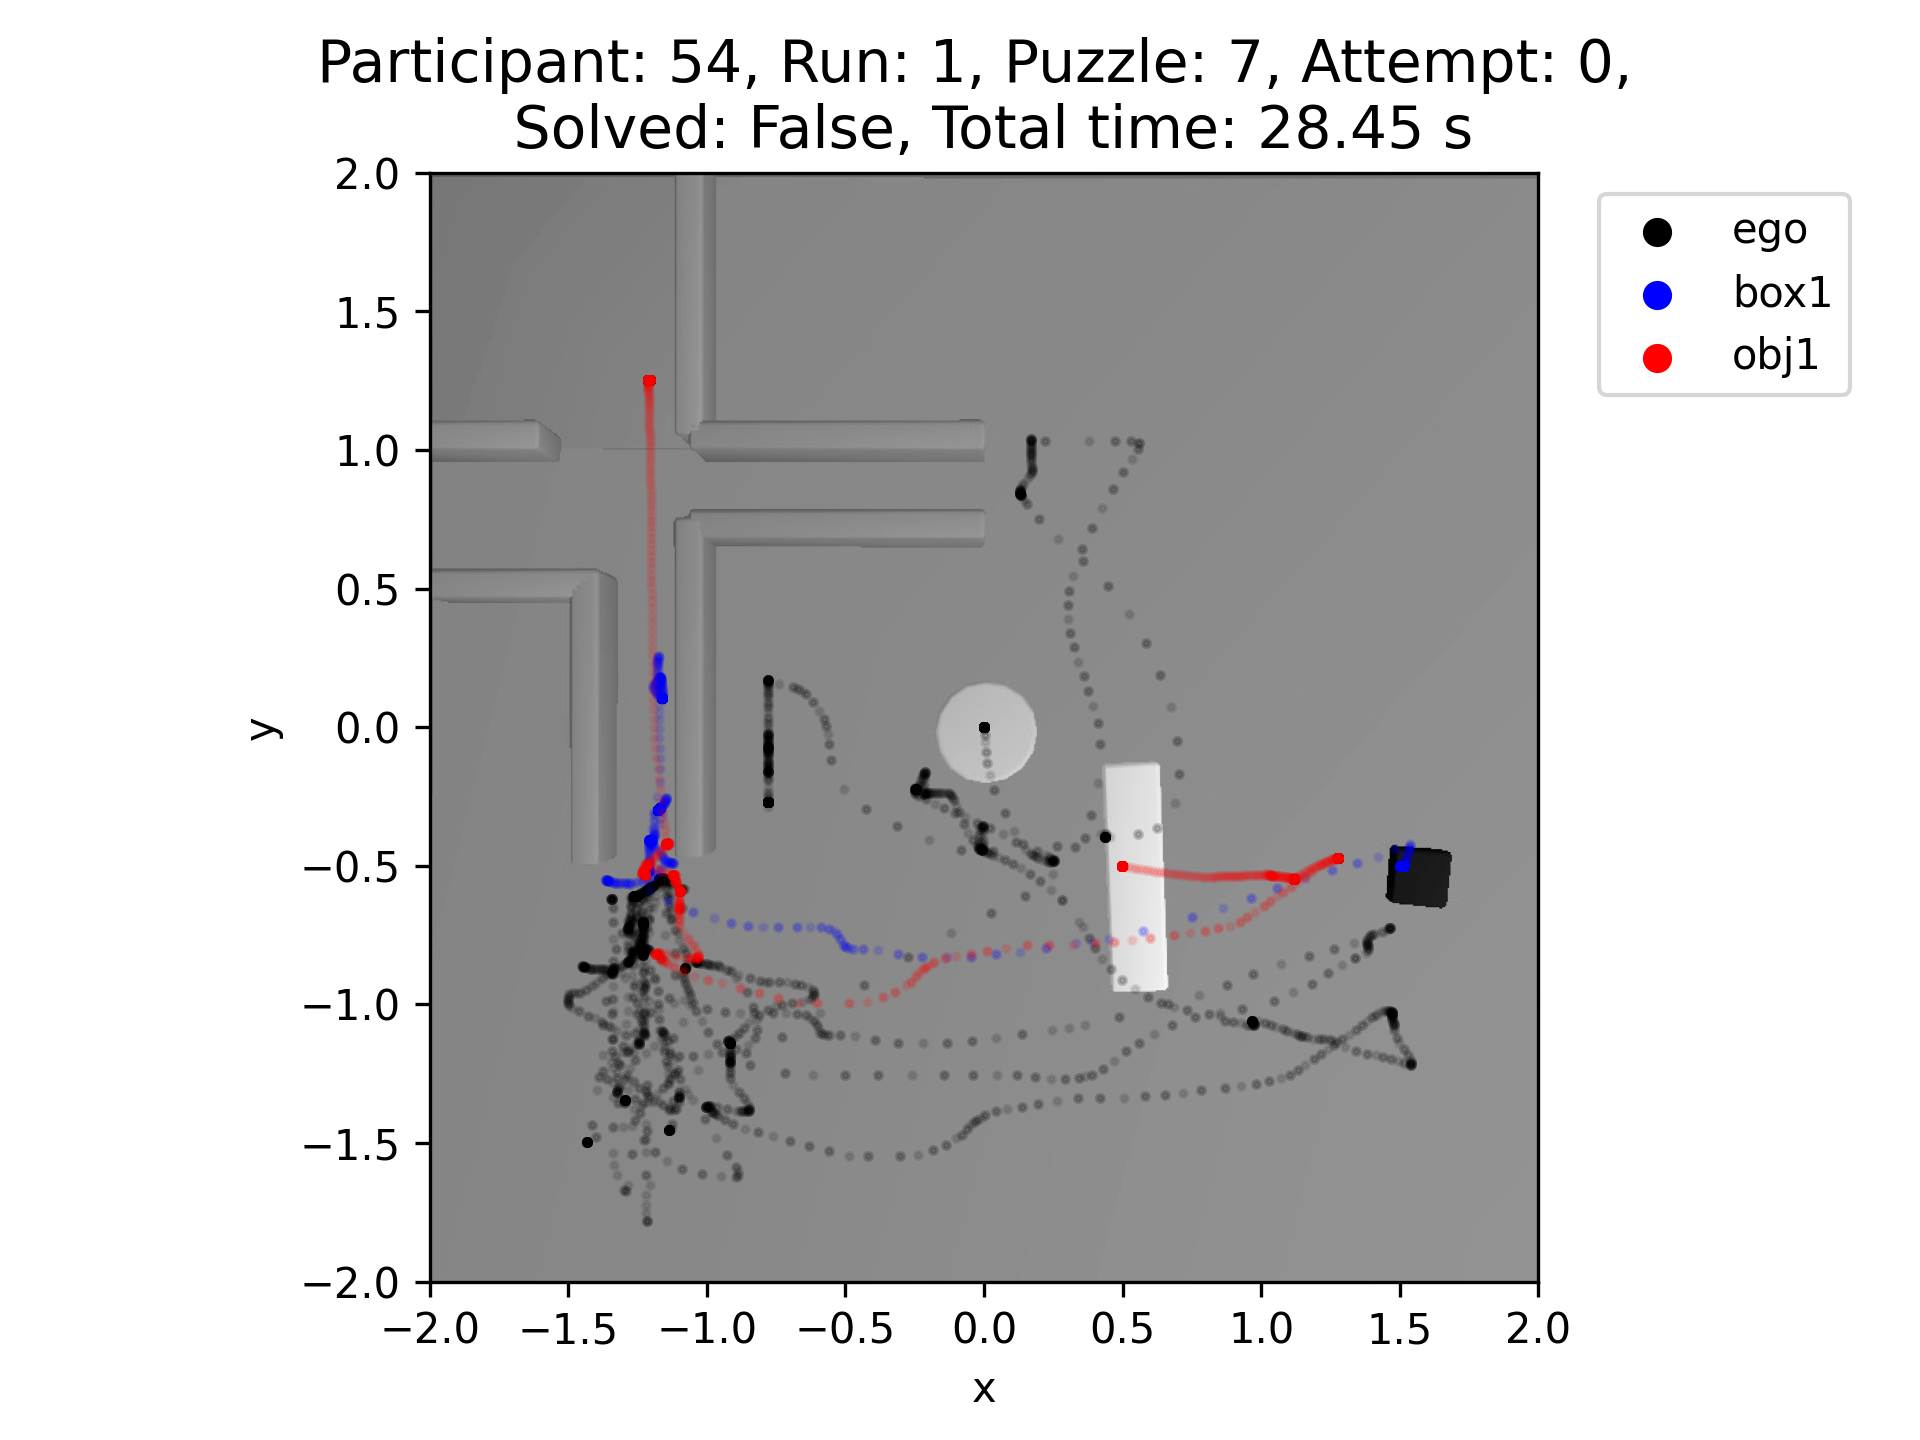 Participant: 54, Run: 1, Puzzle: 7, Attempt: 0,
Solved: False, Total time: 28.45 s
2.0
1.5
1.0
0.5
0.0
−0.5
−1.0
−1.5
−2.0
y
−2.0 −1.5 −1.0 −0.5 0.0 0.5 1.0 1.5 2.0
x
ego
box1
obj1